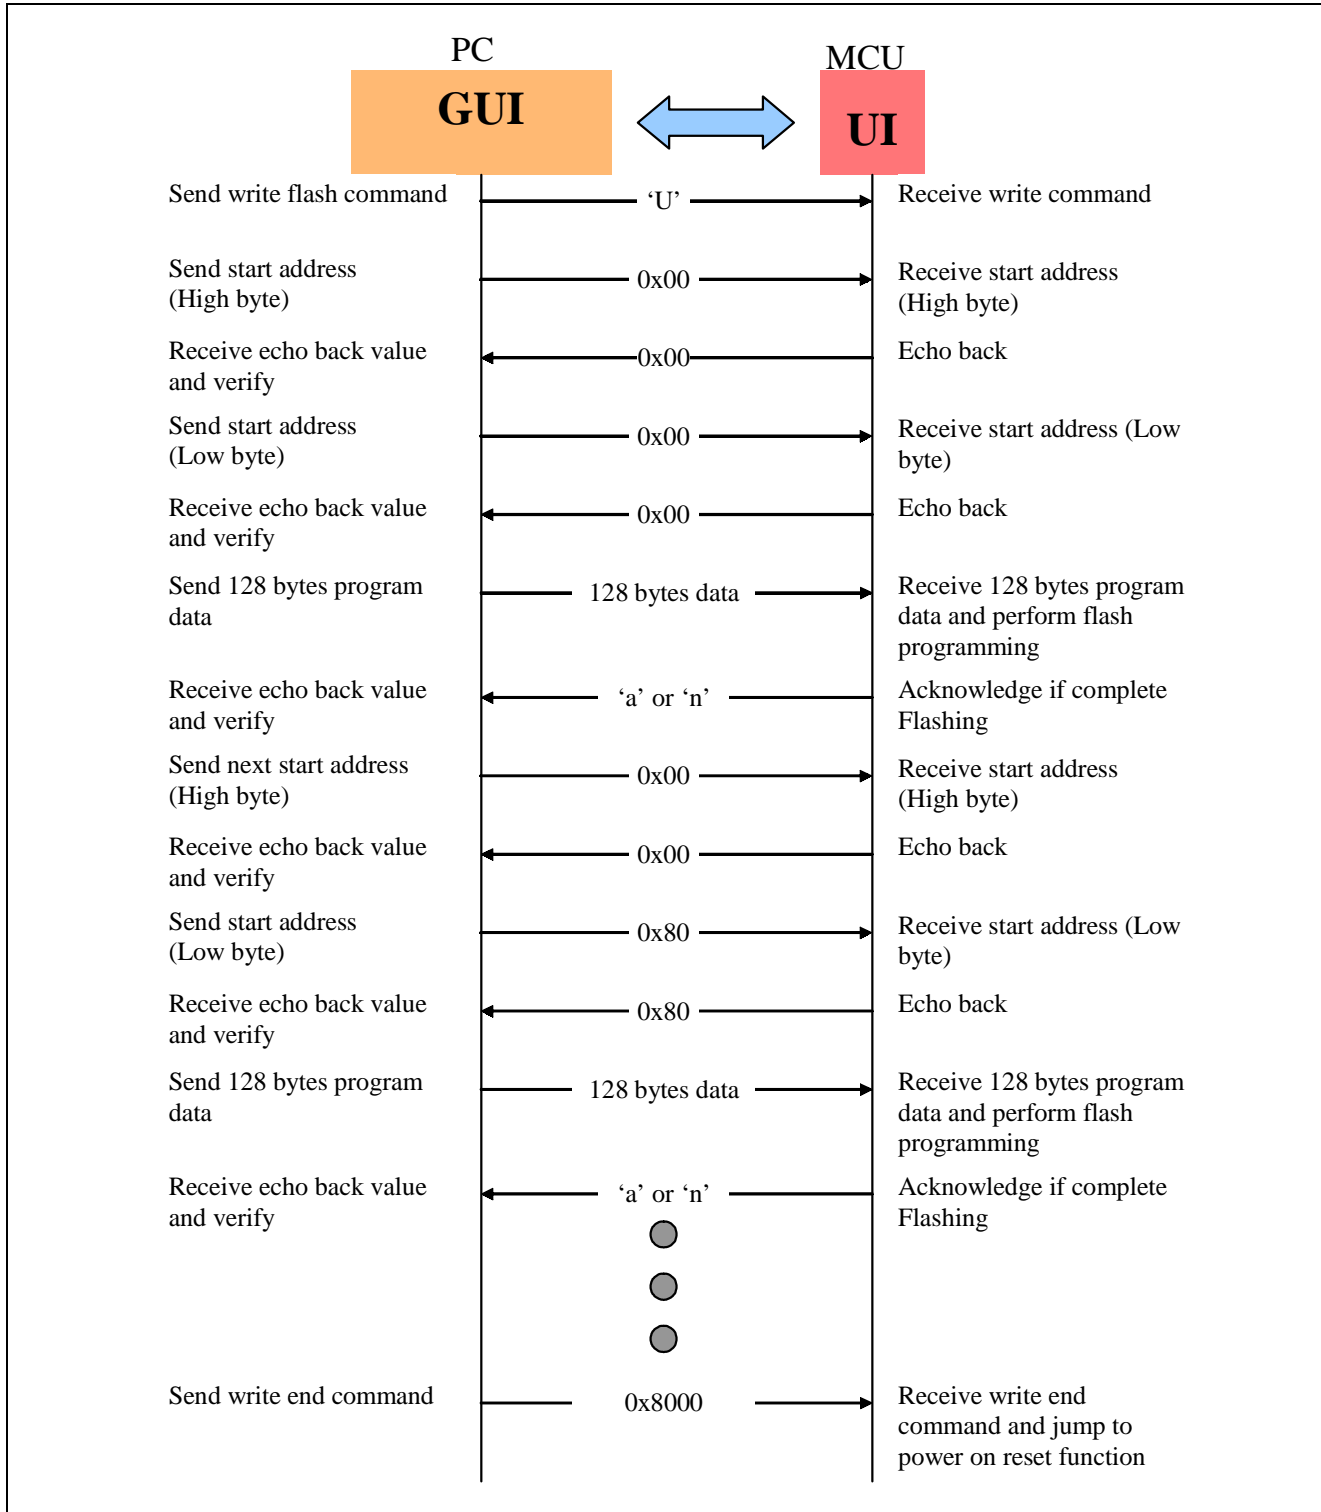 PC
MCU
GUI
UI
Send write flash command
‘U’
Receive write command
Send start address
(High byte)
0x00
Receive start address
(High byte)
Receive echo back value
and verify
0x00
Echo back
Send start address
(Low byte)
0x00
Receive start address (Low
byte)
Receive echo back value
and verify
0x00
Echo back
Send 128 bytes program
data
128 bytes data
Receive 128 bytes program
data and perform flash
programming
Receive echo back value
and verify
‘a’ or ‘n’
Acknowledge if complete
Flashing
Send next start address
(High byte)
0x00
Receive start address
(High byte)
Receive echo back value
and verify
0x00
Echo back
Send start address
(Low byte)
0x80
Receive start address (Low
byte)
Receive echo back value
and verify
0x80
Echo back
Send 128 bytes program
data
128 bytes data
Receive 128 bytes program
data and perform flash
programming
Receive echo back value
and verify
‘a’ or ‘n’
Acknowledge if complete
Flashing
Send write end command
0x8000
Receive write end
command and jump to
power on reset function